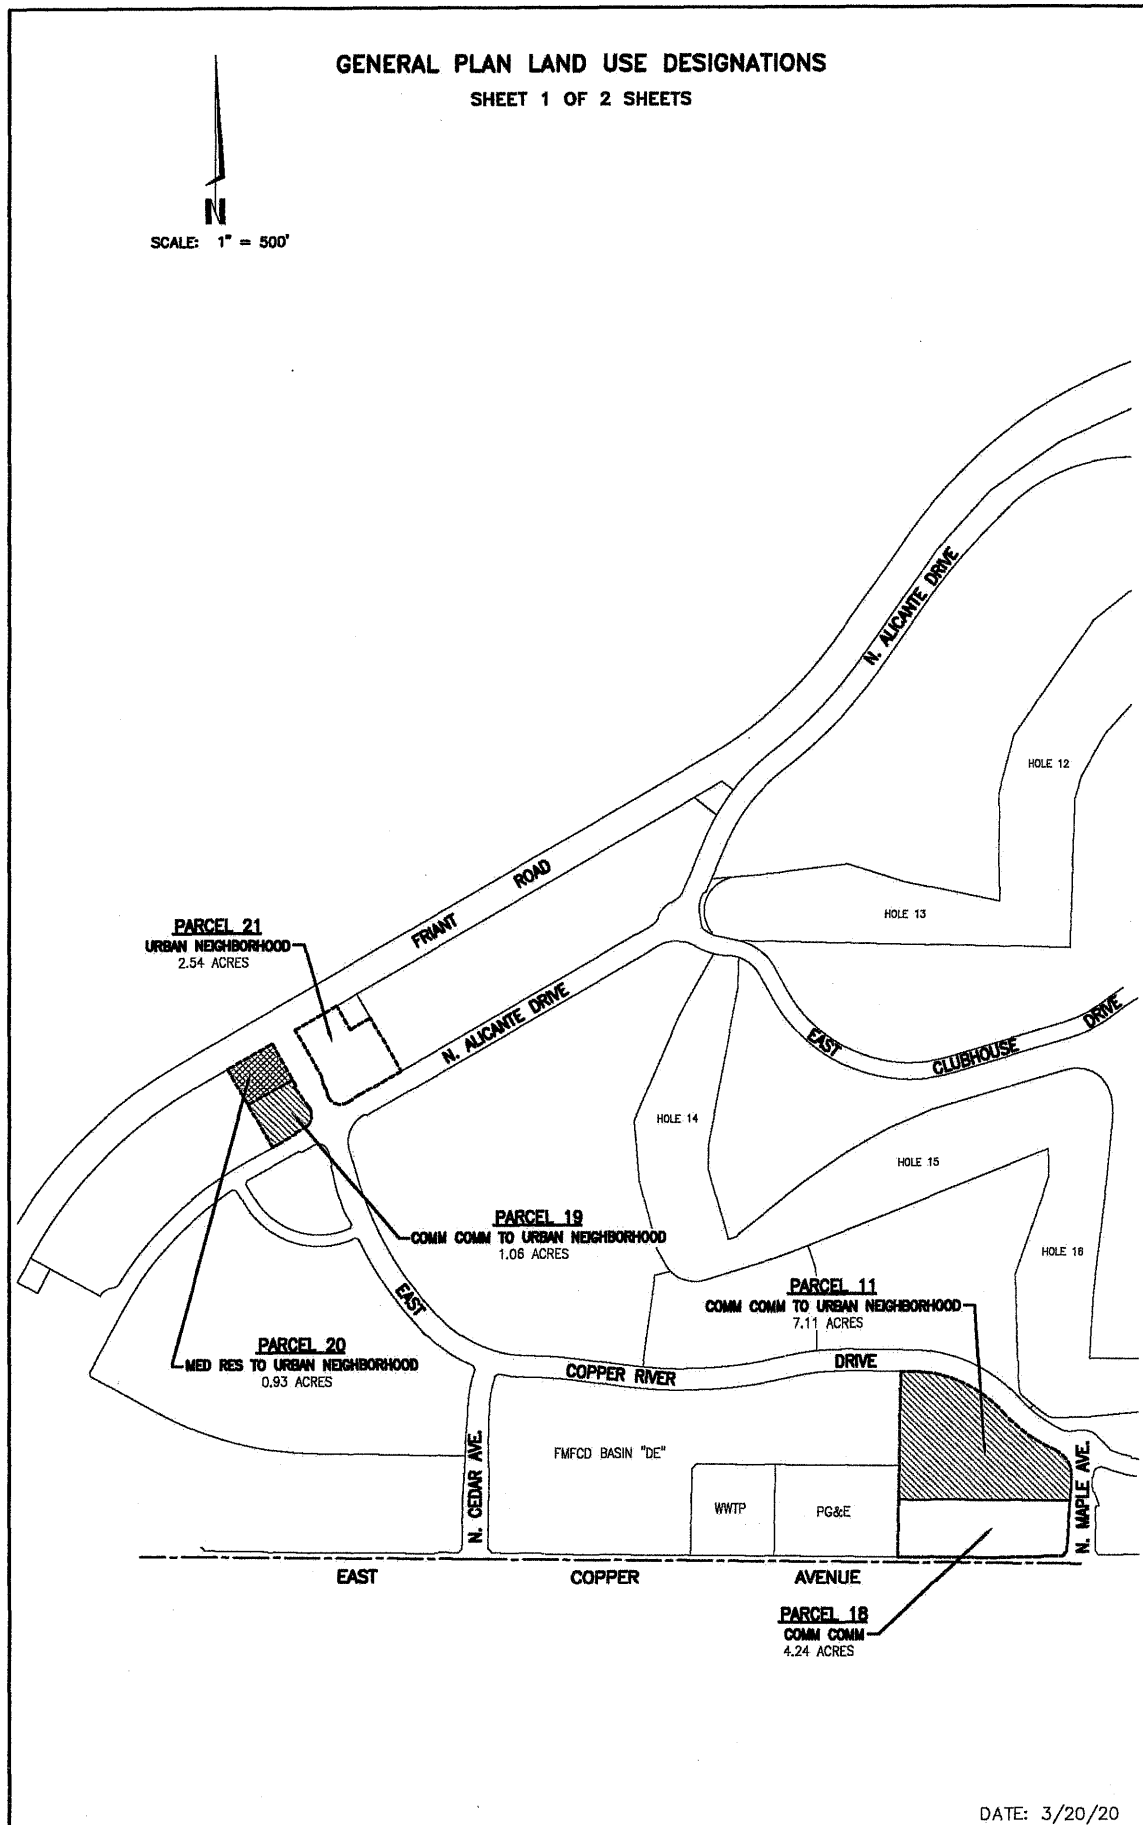 GENERAL PLAN LAND USE DESIGNATIONS
SHEET 1 OF 2 SHEETS
N
SCALE: 1" = 500'
N. ALICANTE DRIVE
HOLE 12
FRIANT ROAD
HOLE 13
PARCEL 21
URBAN NEIGHBORHOOD
2.54 ACRES
N. ALICANTE DRIVE
EAST CLUBHOUSE DRIVE
HOLE 14
HOLE 15
PARCEL 19
COMM COMM TO URBAN NEIGHBORHOOD
1.06 ACRES
HOLE 16
PARCEL 11
COMM COMM TO URBAN NEIGHBORHOOD
7.11 ACRES
PARCEL 20
MED RES TO URBAN NEIGHBORHOOD
0.93 ACRES
EAST COPPER RIVER DRIVE
FMFCD BASIN "DE"
N. CEDAR AVE.
WWTP
PG&E
N. MAPLE AVE.
EAST COPPER AVENUE
PARCEL 18
COMM COMM
4.24 ACRES
DATE: 3/20/20